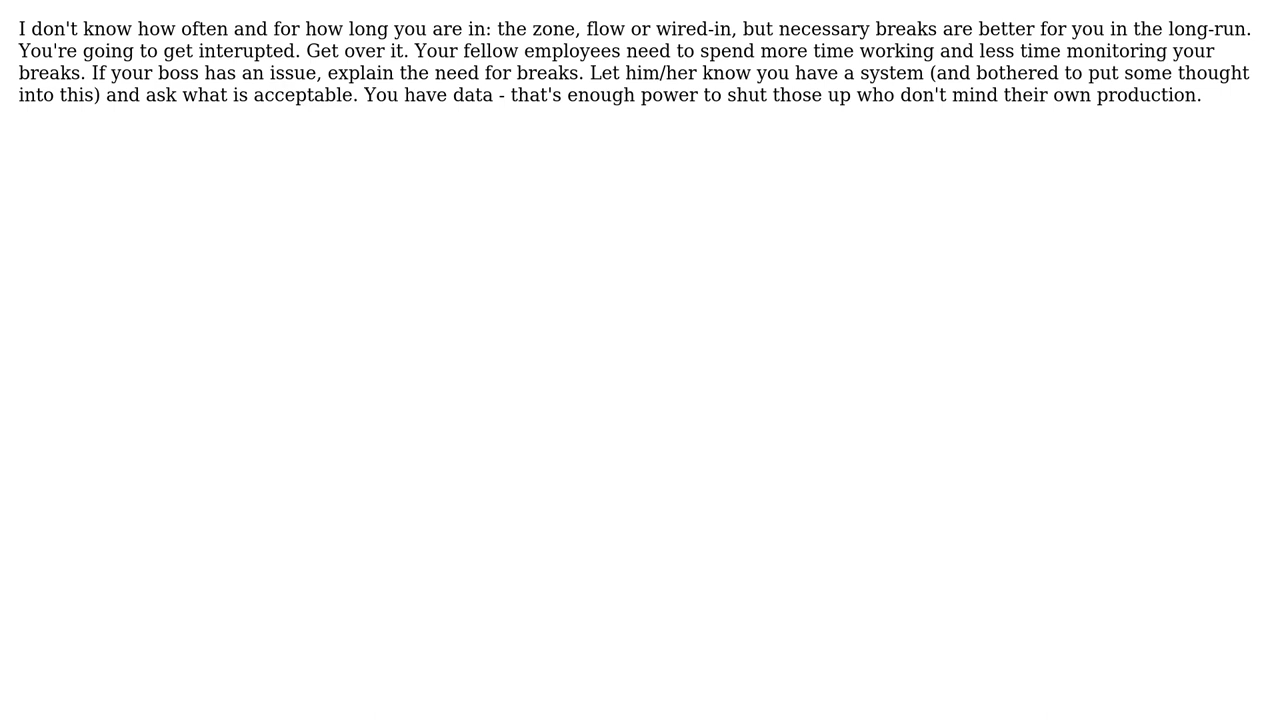 I don't know how often and for how long you are in: the zone, flow or wired-in, but necessary breaks are better for you in the long-run.
You're going to get interupted. Get over it. Your fellow employees need to spend more time working and less time monitoring your
breaks. If your boss has an issue, explain the need for breaks. Let him/her know you have a system (and bothered to put some thought
into this) and ask what is acceptable. You have data - that's enough power to shut those up who don't mind their own production.